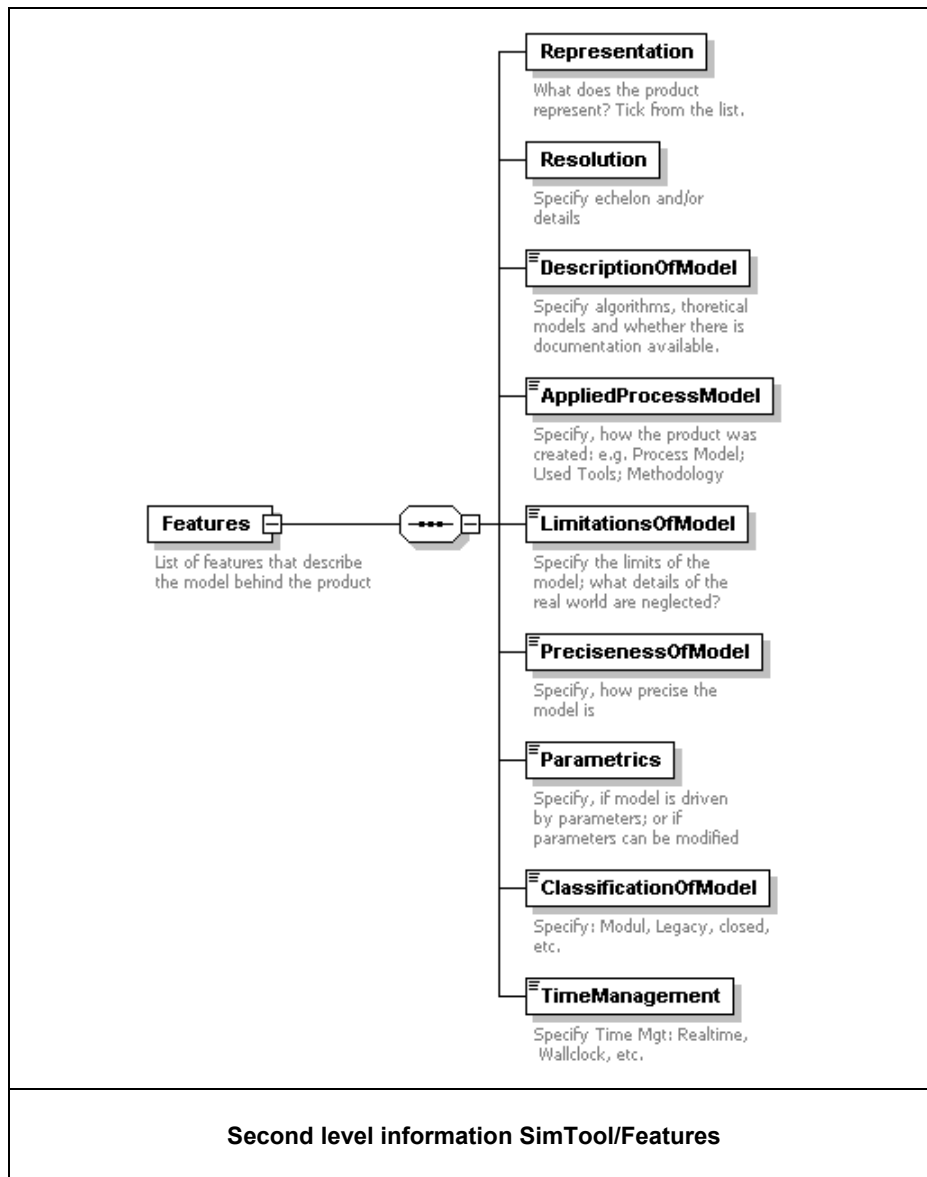 Representation
What does the product
represent? Tick from the list.
Resolution
Specify echelon and/or
details
DescriptionOfModel
Specify algorithms, thoretical
models and whether there is
documentation available.
AppliedProcessModel
Specify, how the product was
created: e.g. Process Model;
Used Tools; Methodology
Features
List of features that describe
the model behind the product
LimitationsOfModel
Specify the limits of the
model; what details of the
real world are neglected?
PrecisenessOfModel
Specify, how precise the
model is
Parametrics
Specify, if model is driven
by parameters; or if
parameters can be modified
ClassificationOfModel
Specify: Modul, Legacy, closed,
etc.
TimeManagement
Specify Time Mgt: Realtime,
Wallclock, etc.
Second level information SimTool/Features